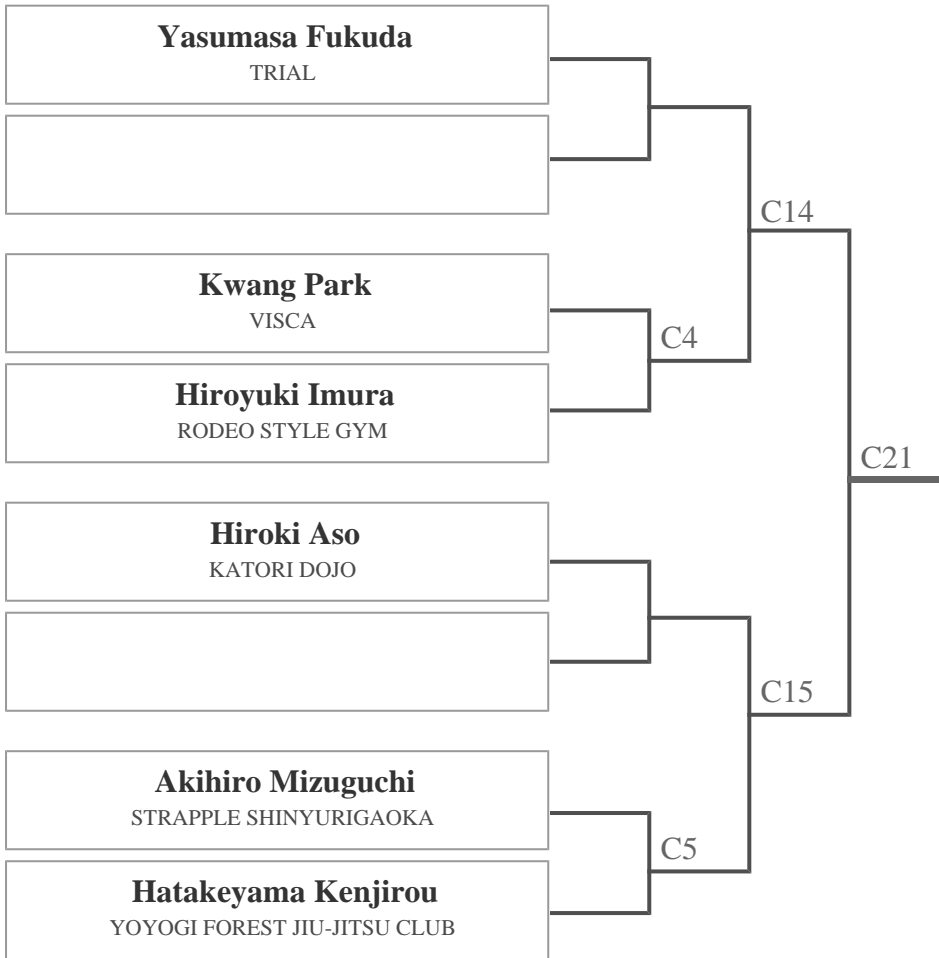 Yasumasa Fukuda
TRIAL
C14
Kwang Park
VISCA
C4
Hiroyuki Imura
RODEO STYLE GYM
C21
Hiroki Aso
KATORI DOJO
C15
Akihiro Mizuguchi
STRAPPLE SHINYURIGAOKA
C5
Hatakeyama Kenjirou
YOYOGI FOREST JIU-JITSU CLUB